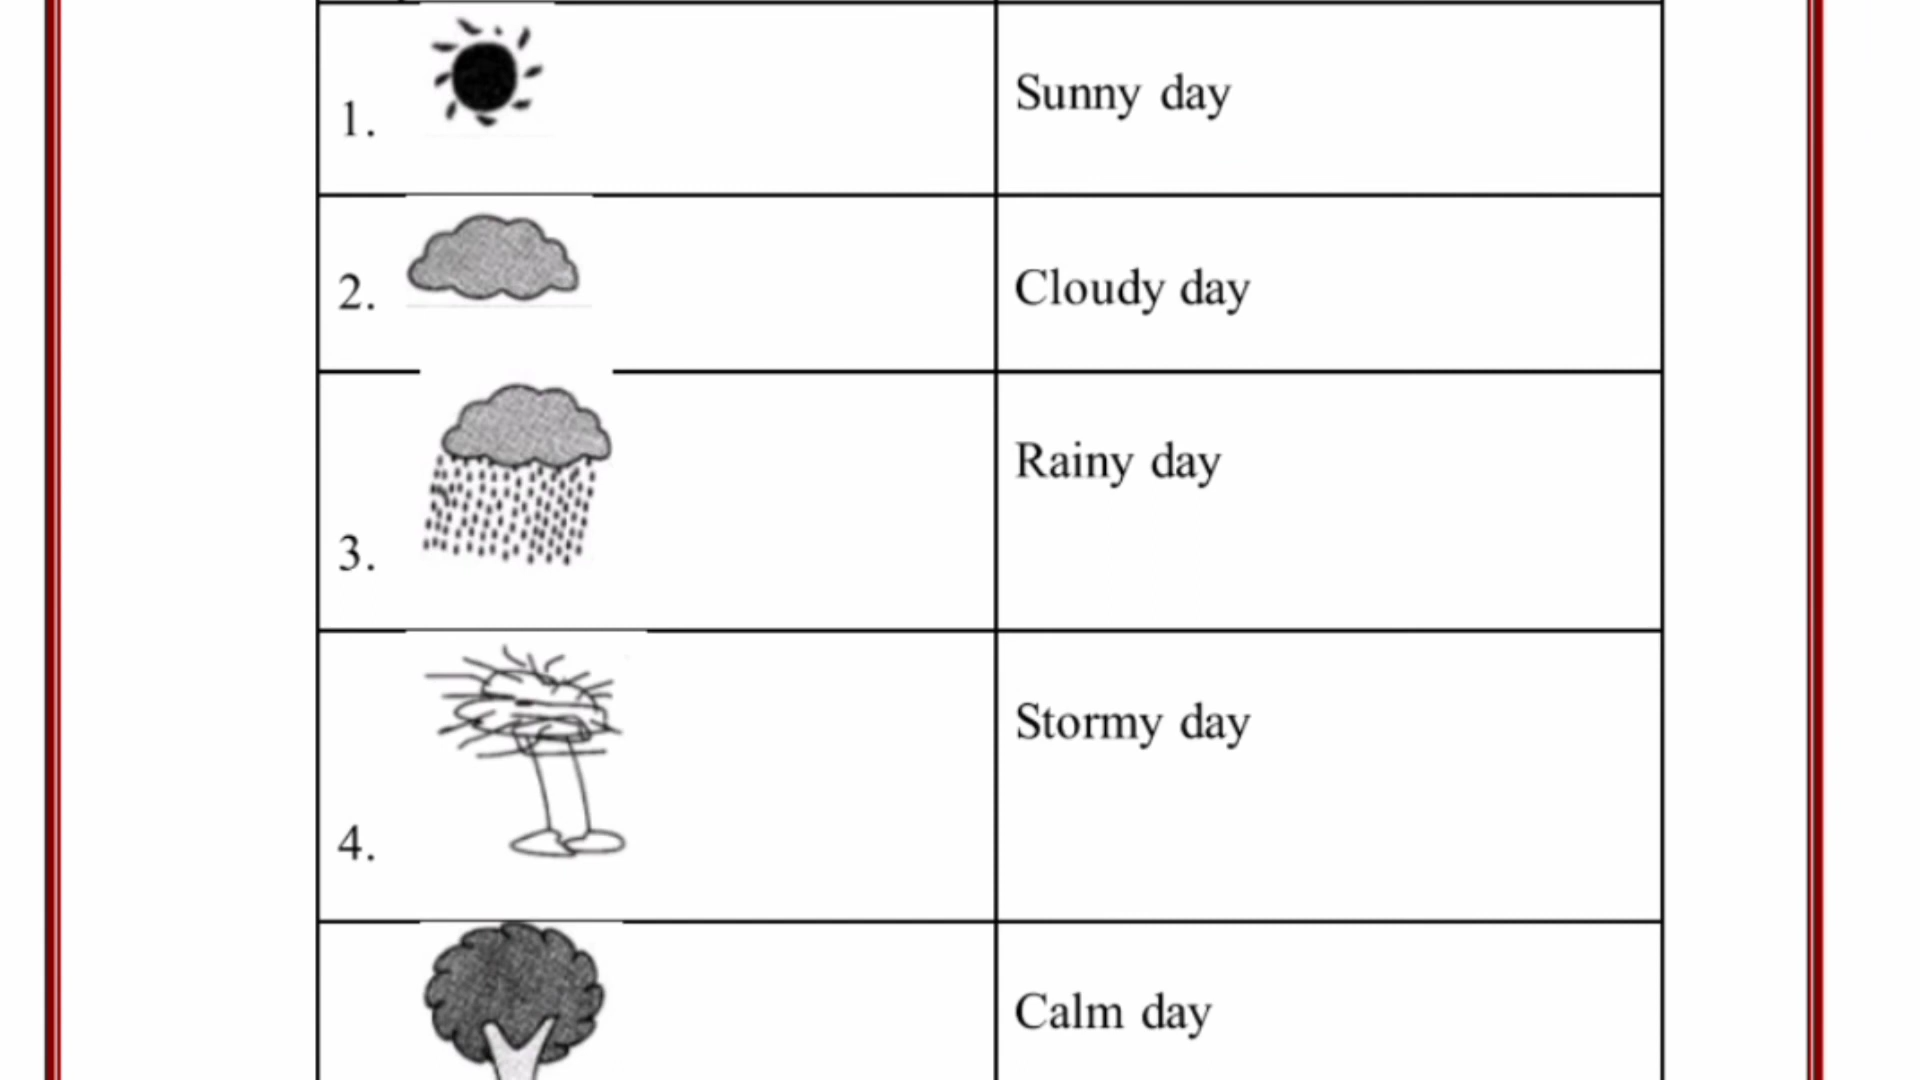 1. Sunny day
2. Cloudy day
3. Rainy day
4. Stormy day
Calm day